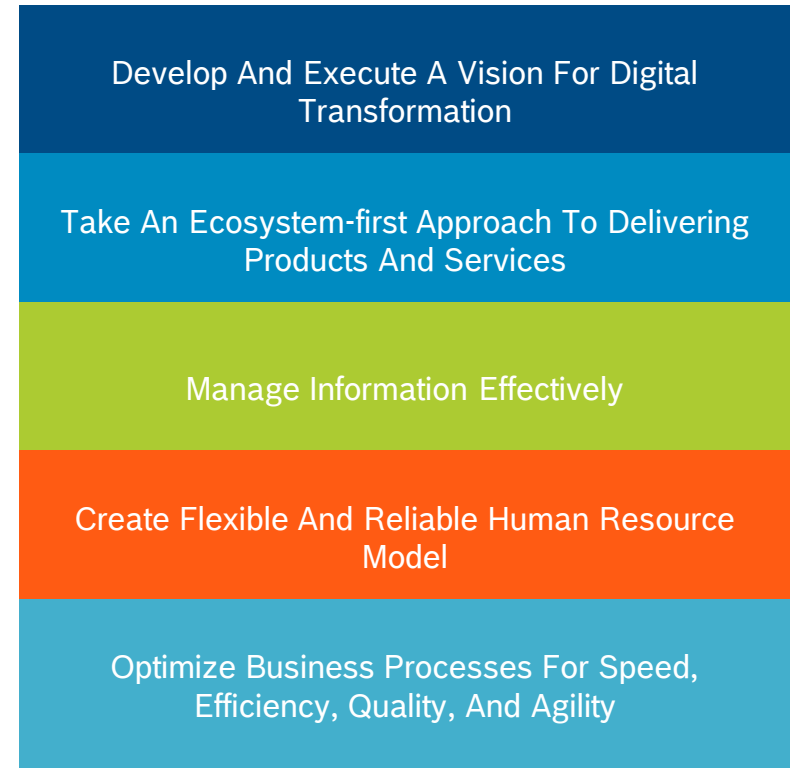 Develop And Execute A Vision For Digital
Transformation
Take An Ecosystem-first Approach To Delivering
Products And Services
Manage Information Effectively
Create Flexible And Reliable Human Resource
Model
Optimize Business Processes For Speed,
Efficiency, Quality, And Agility